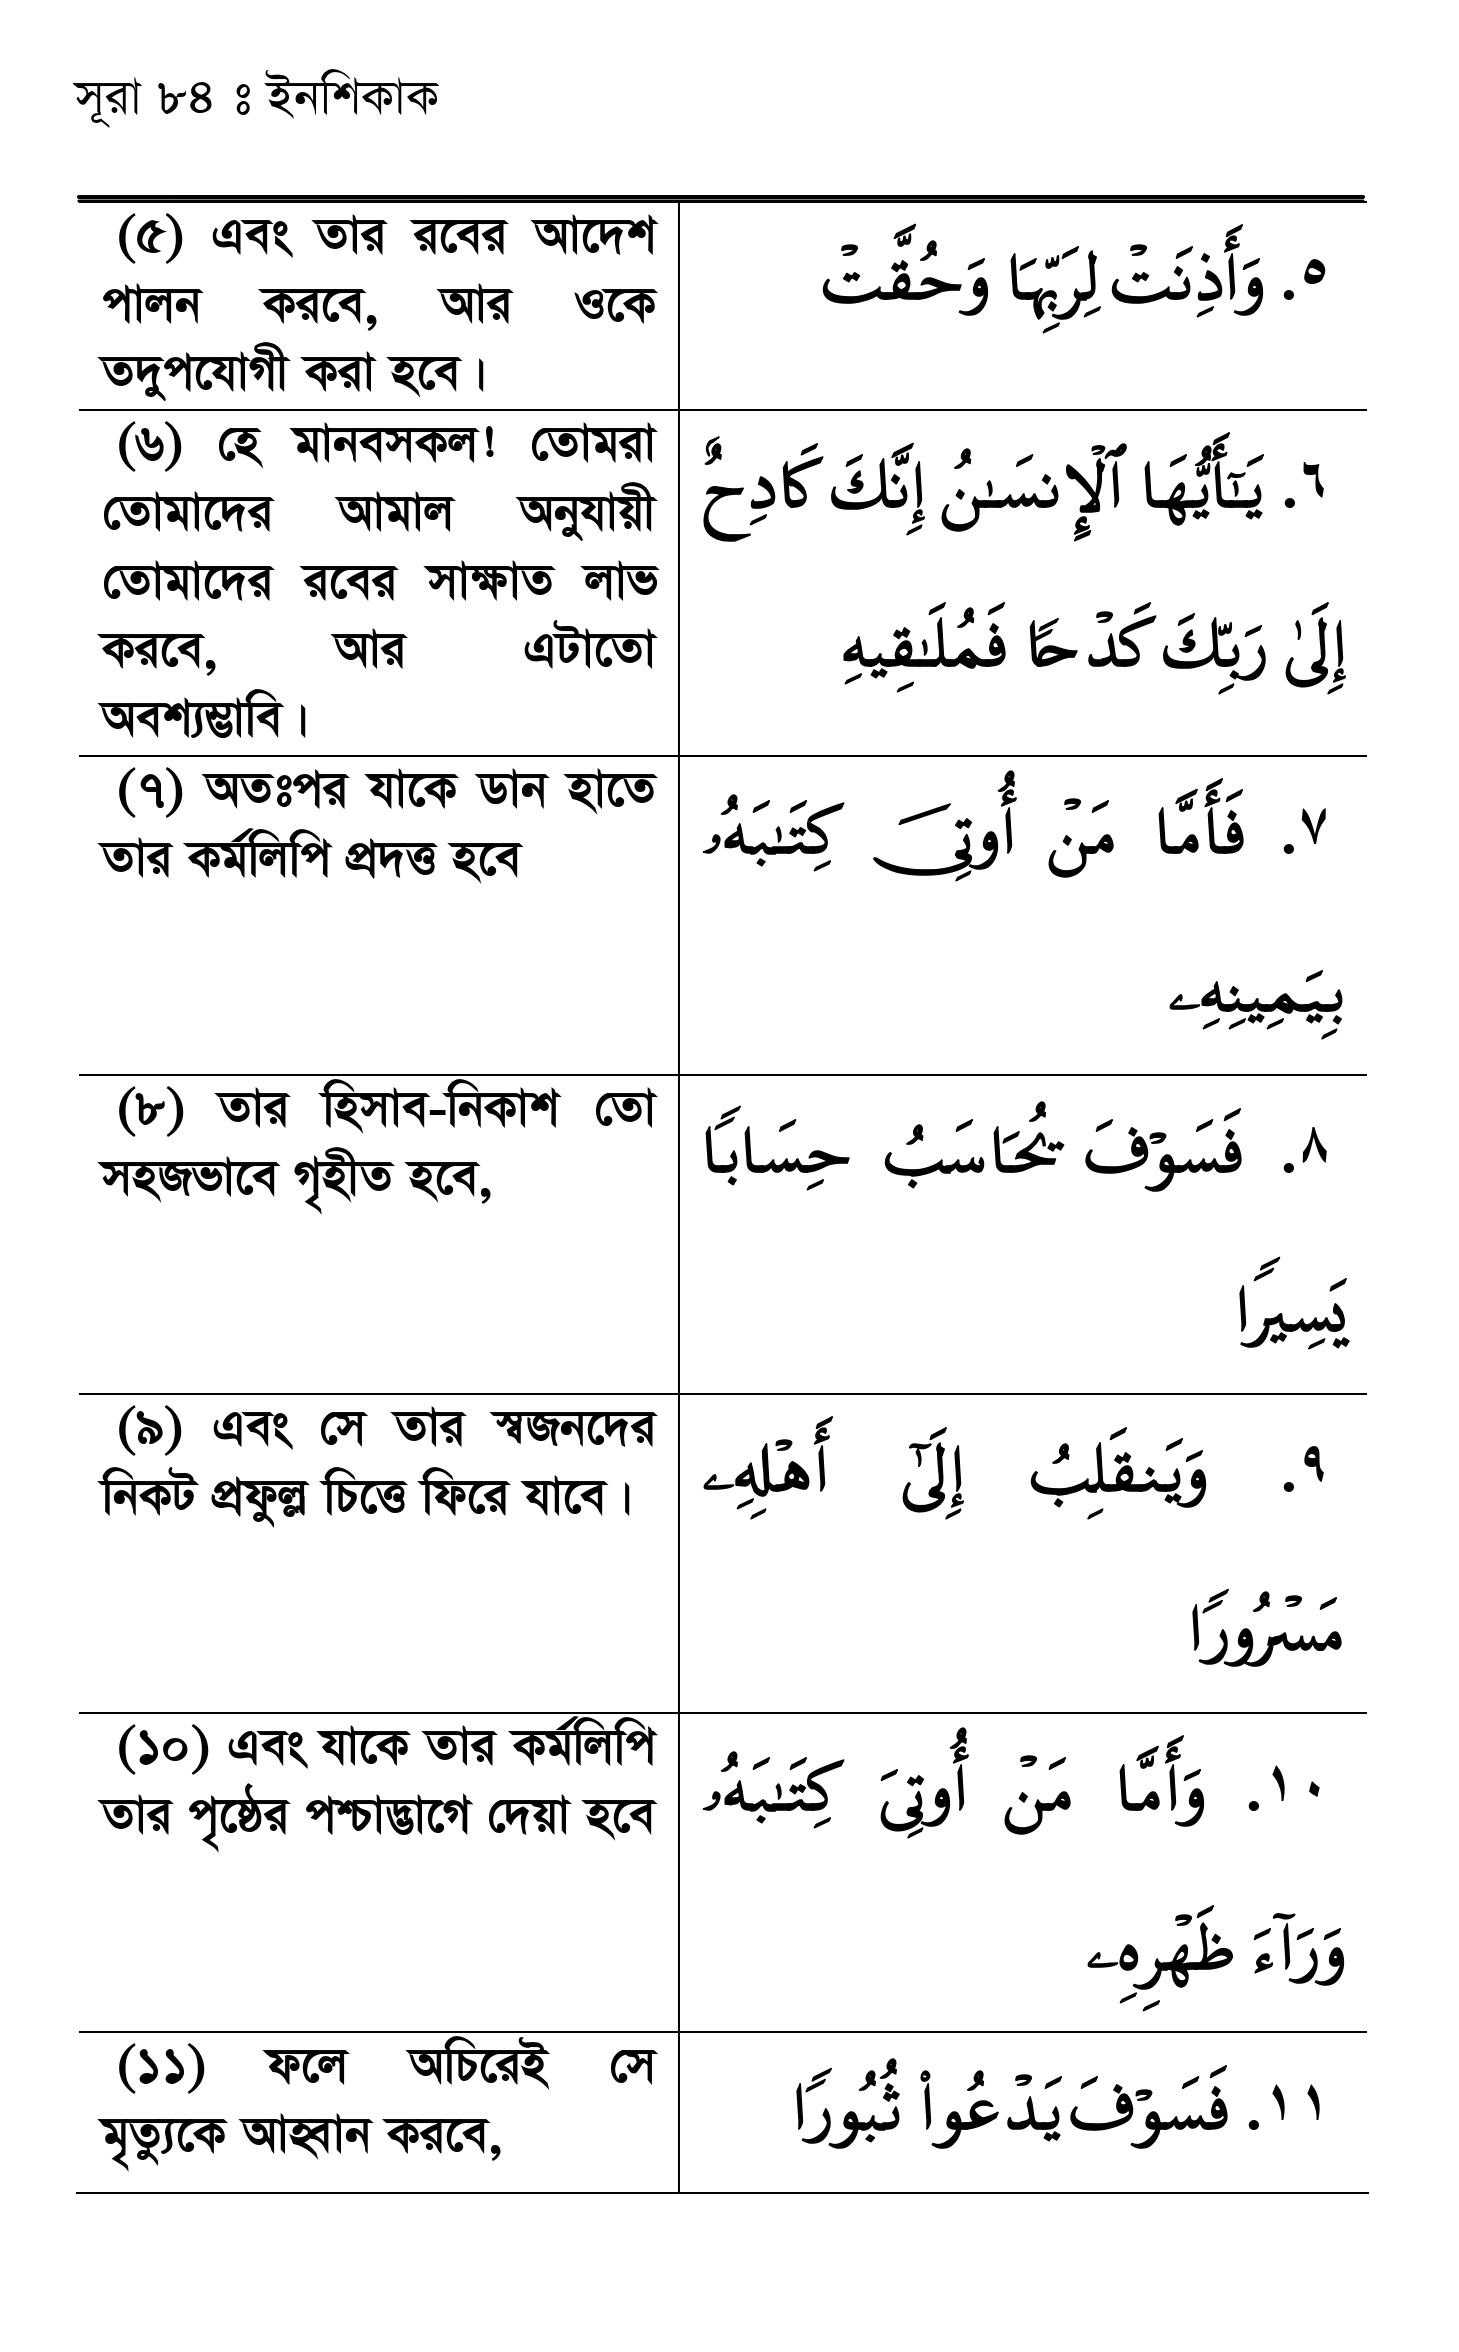 সূরা ৮৪ ঃ ইনশিকাক
(৫) এবং তার রবের আদেশ
পালন করবে, আর ওকে
তদুপযোগী করা হবে।
٥. وَأَذِنَتۡ لِرَبِّهَا وَحُقَّتۡ
(৬) হে মানবসকল! তোমরা
তোমাদের আমাল অনুযায়ী
তোমাদের রবের সাক্ষাত লাভ
করবে, আর এটাতো
অবশ্যম্ভাবি।
٦. يَـٰٓأَيُّهَا ٱلۡإِنسَـٰنُ إِنَّكَ كَادِحٌ
إِلَىٰ رَبِّكَ كَدۡحًا فَمُلَـٰقِيهِ
(৭) অতঃপর যাকে ডান হাতে
তার কর্মলিপি প্রদত্ত হবে
٧. فَأَمَّا مَنۡ أُوتِىَ كِتَـٰبَهُۥ
بِيَمِينِهِۦ
(৮) তার হিসাব-নিকাশ তো
সহজভাবে গৃহীত হবে,
٨. فَسَوۡفَ يُحَاسَبُ حِسَابًا
يَسِيرًا
(৯) এবং সে তার স্বজনদের
নিকট প্রফুল্ল চিত্তে ফিরে যাবে।
٩. وَيَنقَلِبُ إِلَىٰٓ أَهۡلِهِۦ
مَسۡرُورًا
(১০) এবং যাকে তার কর্মলিপি
তার পৃষ্ঠের পশ্চাদ্ভাগে দেয়া হবে
١٠. وَأَمَّا مَنۡ أُوتِىَ كِتَـٰبَهُۥ
وَرَآءَ ظَهۡرِهِۦ
(১১) ফলে অচিরেই সে
মৃত্যুকে আহ্বান করবে,
١١. فَسَوۡفَ يَدۡعُواْ ثُبُورًا